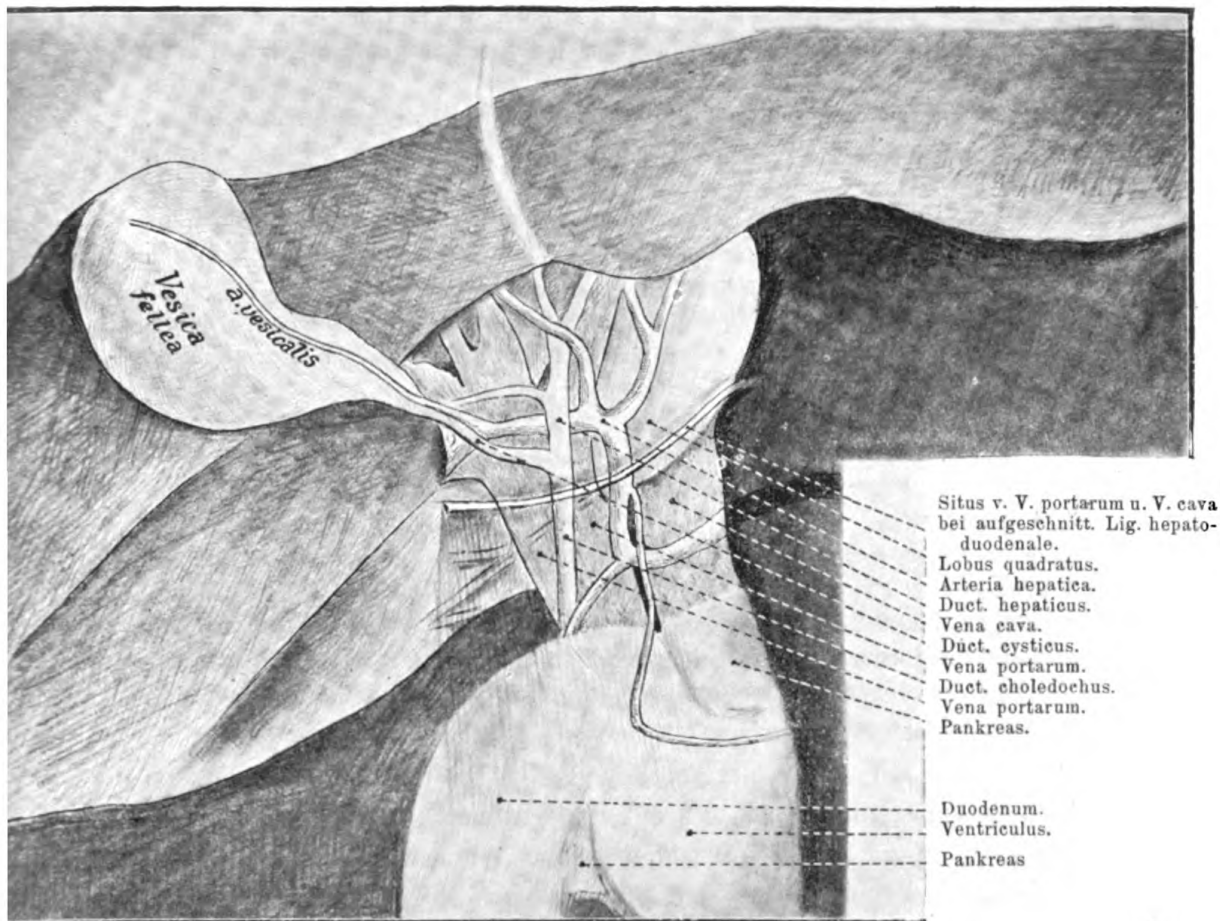 Vesica
fellea
a. vesicalis
Situs v. V. portarum u. V. cava
bei aufgeschnitt. Lig. hepato-
duodenale.
Lobus quadratus.
Arteria hepatica.
Duct. hepaticus.
Vena cava.
Duct. cysticus.
Vena portarum.
Duct. choledochus.
Vena portarum.
Pankreas.
Duodenum.
Ventriculus.
Pankreas